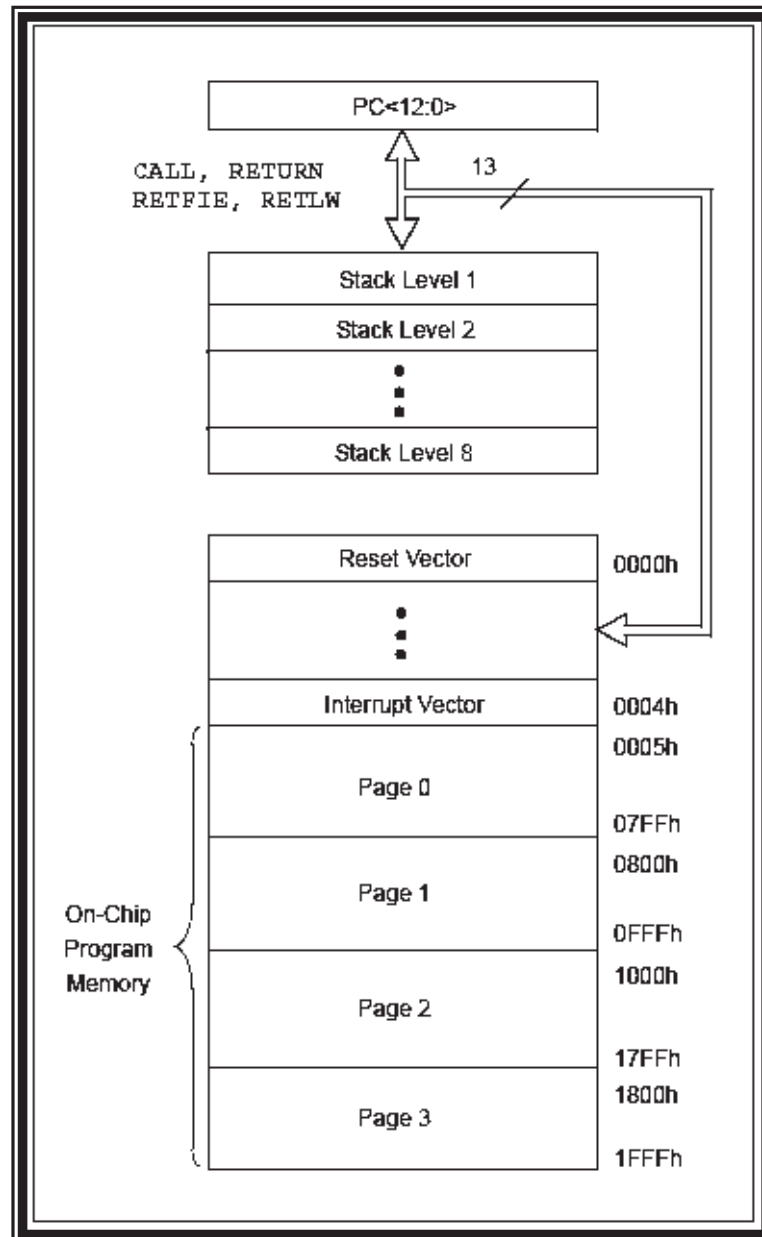 PC<12:0>
CALL, RETURN
RETFIE, RETLW
13
Stack Level 1
Stack Level 2
Stack Level 8
Reset Vector
0000h
Interrupt Vector
0004h
0005h
Page 0
07FFh
0800h
Page 1
0FFFh
On-Chip
Program
Memory
1000h
Page 2
17FFh
1800h
Page 3
1FFFh